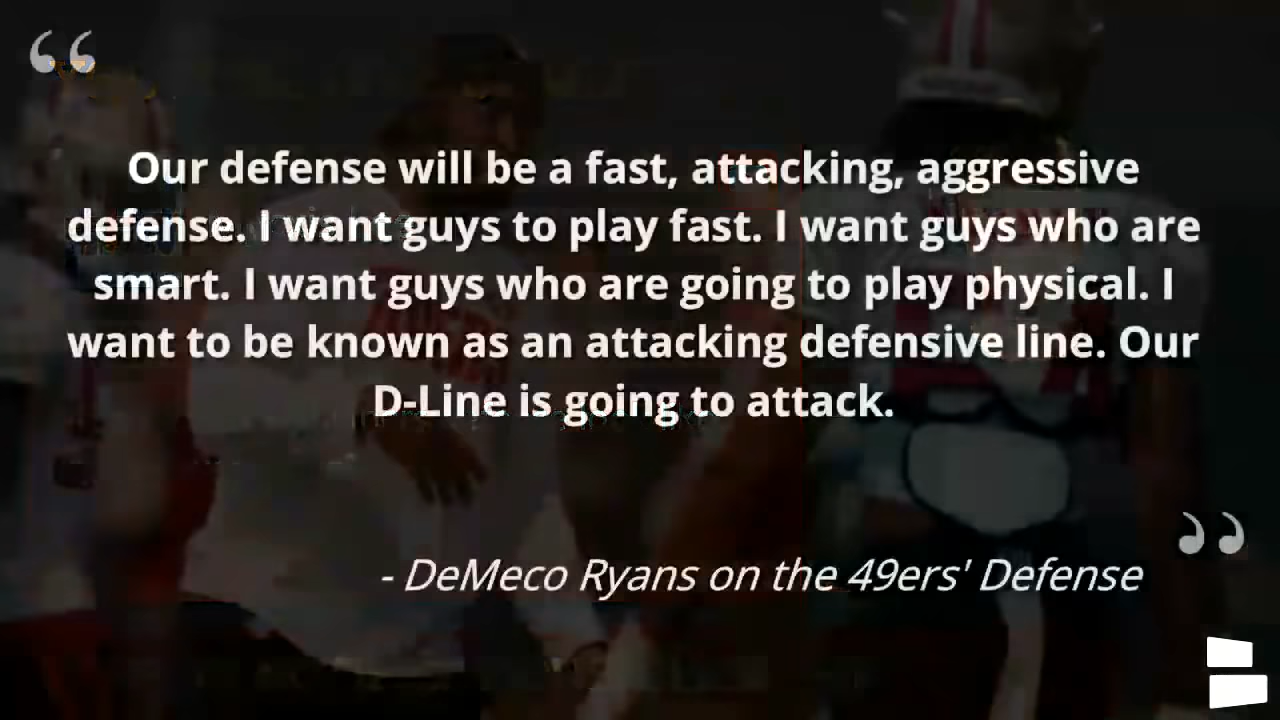 “
Our defense will be a fast, attacking, aggressive
defense. I want guys to play fast. I want guys who are
smart. I want guys who are going to play physical. I
want to be known as an attacking defensive line. Our
D-Line is going to attack.
”
- DeMeco Ryans on the 49ers' Defense